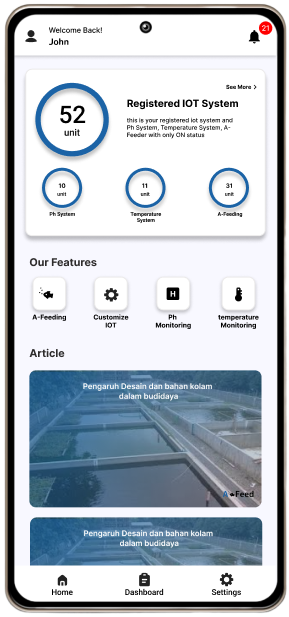 Welcome Back!
John
21
See More >
52
unit
Registered IOT System
this is your registered iot system and
Ph System, Temperature System, A-
Feeder with only ON status
10
unit
11
unit
31
unit
Ph System
Temperature
System
A-Feeding
Our Features
H
A-Feeding
Customize
IOT
Ph
Monitoring
temperature
Monitoring
Article
Pengaruh Desain dan bahan kolam
dalam budidaya
A Feed
Pengaruh Desain dan bahan kolam
dalam budidaya
Home
Dashboard
Settings